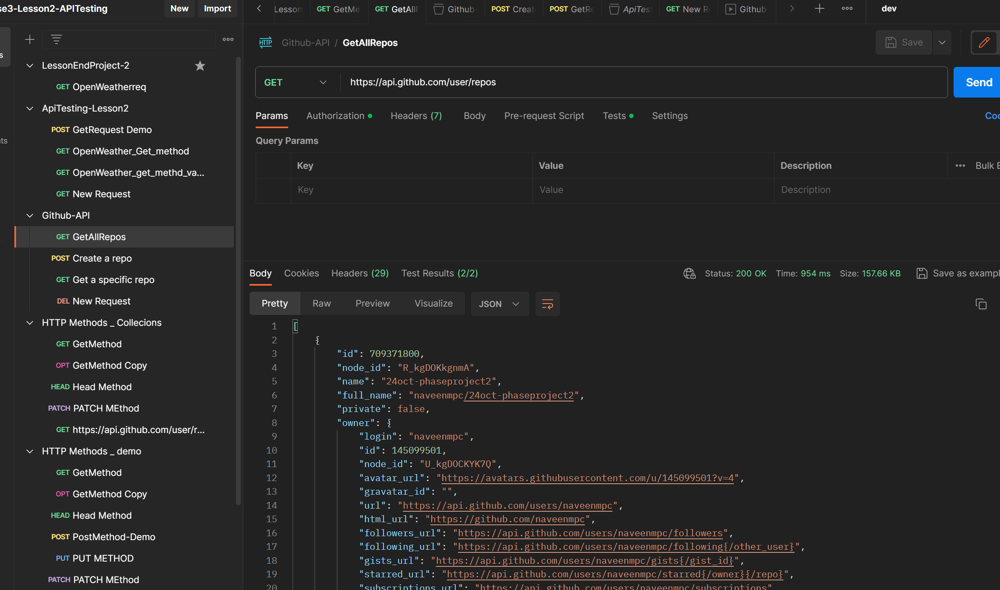 se3-Lesson2-APITesting
New
Import
Lesson
GET GetMe
GET GetAllR
Github-
POST Creat
POST GetRe
ApiTest
GET New R
Github-
dev
s
ts
LessonEndProject-2
GET OpenWeatherreq
ApiTesting-Lesson2
POST GetRequest Demo
GET OpenWeather_Get_method
GET OpenWeather_get_methd_va...
GET New Request
Github-API
GET GetAllRepos
POST Create a repo
GET Get a specific repo
DEL New Request
HTTP Methods _ Collecions
GET GetMethod
OPT GetMethod Copy
HEAD Head Method
PATCH PATCH MEthod
GET https://api.github.com/user/r...
HTTP Methods _ demo
GET GetMethod
OPT GetMethod Copy
HEAD Head Method
POST PostMethod-Demo
PUT PUT METHOD
PATCH PATCH MEthod
HTTP Github-API / GetAllRepos
Save
GET https://api.github.com/user/repos
Send
Params Authorization Headers (7) Body Pre-request Script Tests Settings
Coo
Query Params
Key Value Description Bulk E
Key Value Description
Body Cookies Headers (29) Test Results (2/2)
Status: 200 OK Time: 954 ms Size: 157.66 KB Save as exampl
Pretty Raw Preview Visualize JSON
1 [
2 {
3 "id": 709371800,
4 "node_id": "R_kgDOKkgnmA",
5 "name": "24oct-phaseproject2",
6 "full_name": "naveenmpc/24oct-phaseproject2",
7 "private": false,
8 "owner": {
9 "login": "naveenmpc",
10 "id": 145099501,
11 "node_id": "U_kgDOCKYK7Q",
12 "avatar_url": "https://avatars.githubusercontent.com/u/145099501?v=4",
13 "gravatar_id": "",
14 "url": "https://api.github.com/users/naveenmpc",
15 "html_url": "https://github.com/naveenmpc",
16 "followers_url": "https://api.github.com/users/naveenmpc/followers",
17 "following_url": "https://api.github.com/users/naveenmpc/following{/other_user}",
18 "gists_url": "https://api.github.com/users/naveenmpc/gists{/gist_id}",
19 "starred_url": "https://api.github.com/users/naveenmpc/starred{/owner}{/repo}",
20 "subscriptions_url": "https://api.github.com/users/naveenmpc/subscriptions"